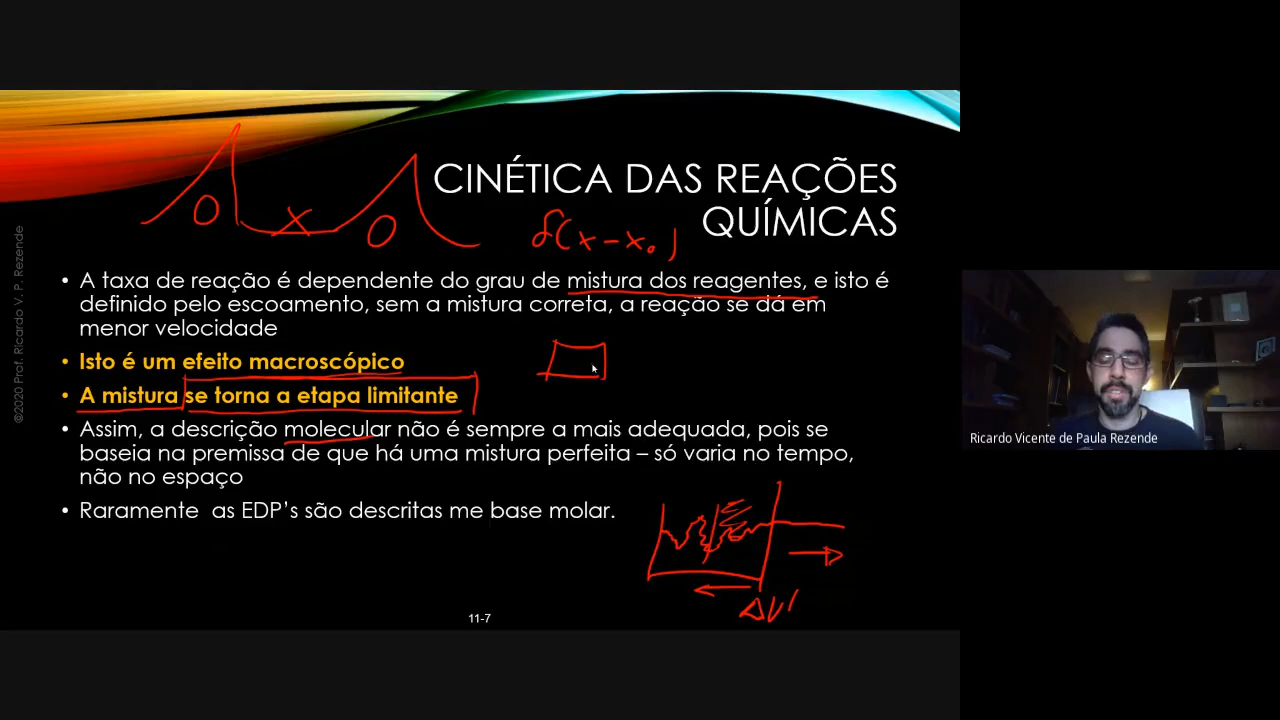 CINÉTICA DAS REAÇÕES
QUÍMICAS
O
x
O
δ(x-x₀)
• A taxa de reação é dependente do grau de mistura dos reagentes, e isto é
definido pelo escoamento, sem a mistura correta, a reação se dá em
menor velocidade
• Isto é um efeito macroscópico
• A mistura se torna a etapa limitante
• Assim, a descrição molecular não é sempre a mais adequada, pois se
baseia na premissa de que há uma mistura perfeita – só varia no tempo,
não no espaço
• Raramente as EDP's são descritas me base molar.
11-7
©2020 Prof. Ricardo V. P. Rezende
Ricardo Vicente de Paula Rezende